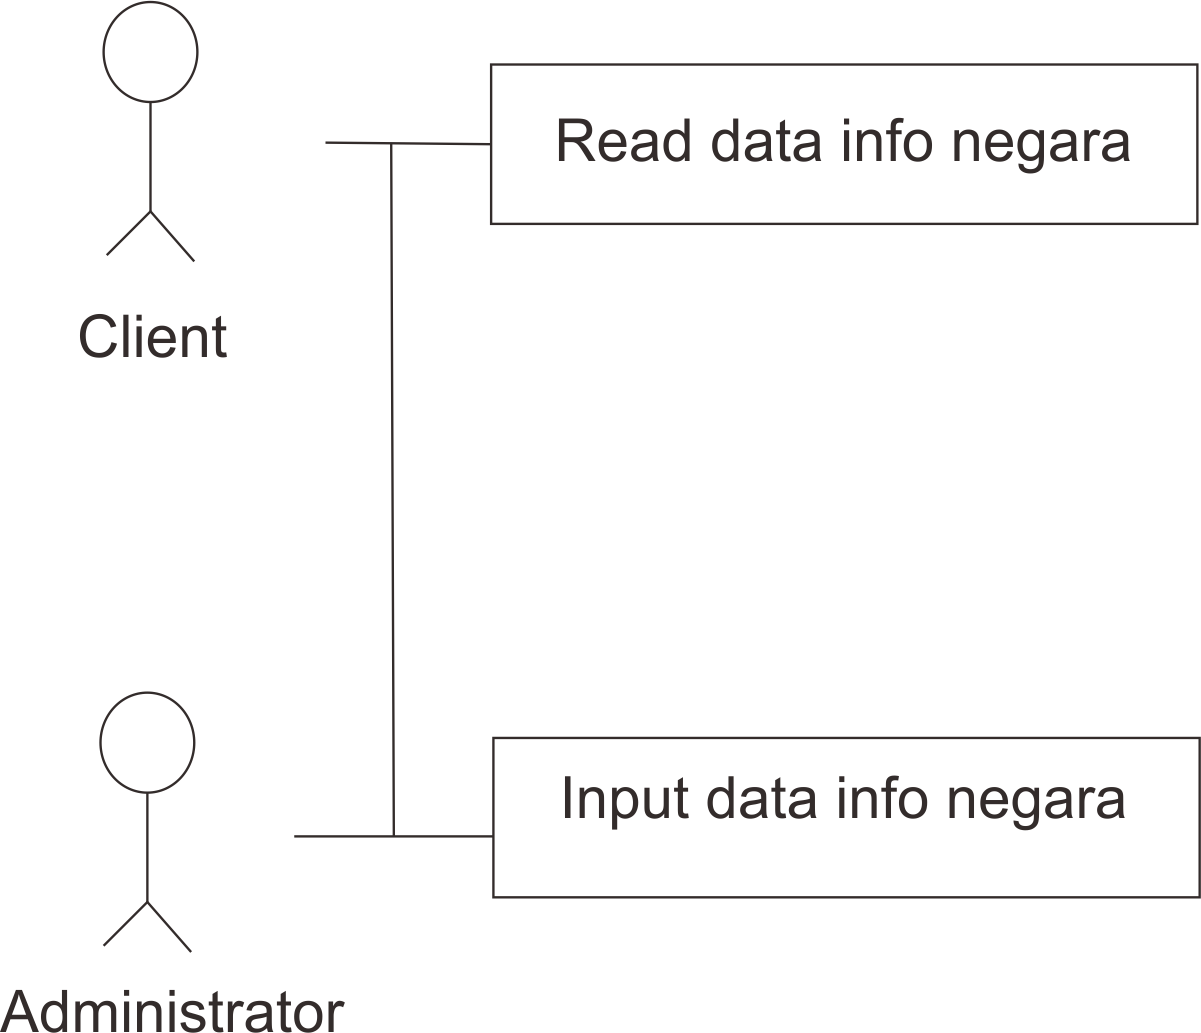 Read data info negara
Client
Input data info negara
Administrator